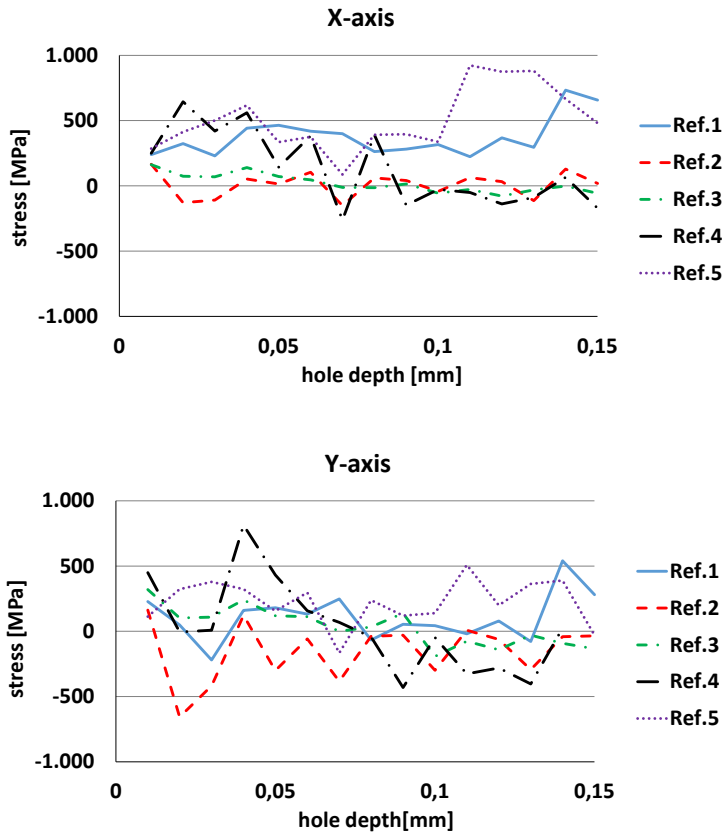 X-axis
1.000
500
0
-500
-1.000
stress [MPa]
0
0,05
0,1
0,15
hole depth [mm]
Ref.1
Ref.2
Ref.3
Ref.4
Ref.5
Y-axis
1.000
500
0
-500
-1.000
stress [MPa]
0
0,05
0,1
0,15
hole depth[mm]
Ref.1
Ref.2
Ref.3
Ref.4
Ref.5